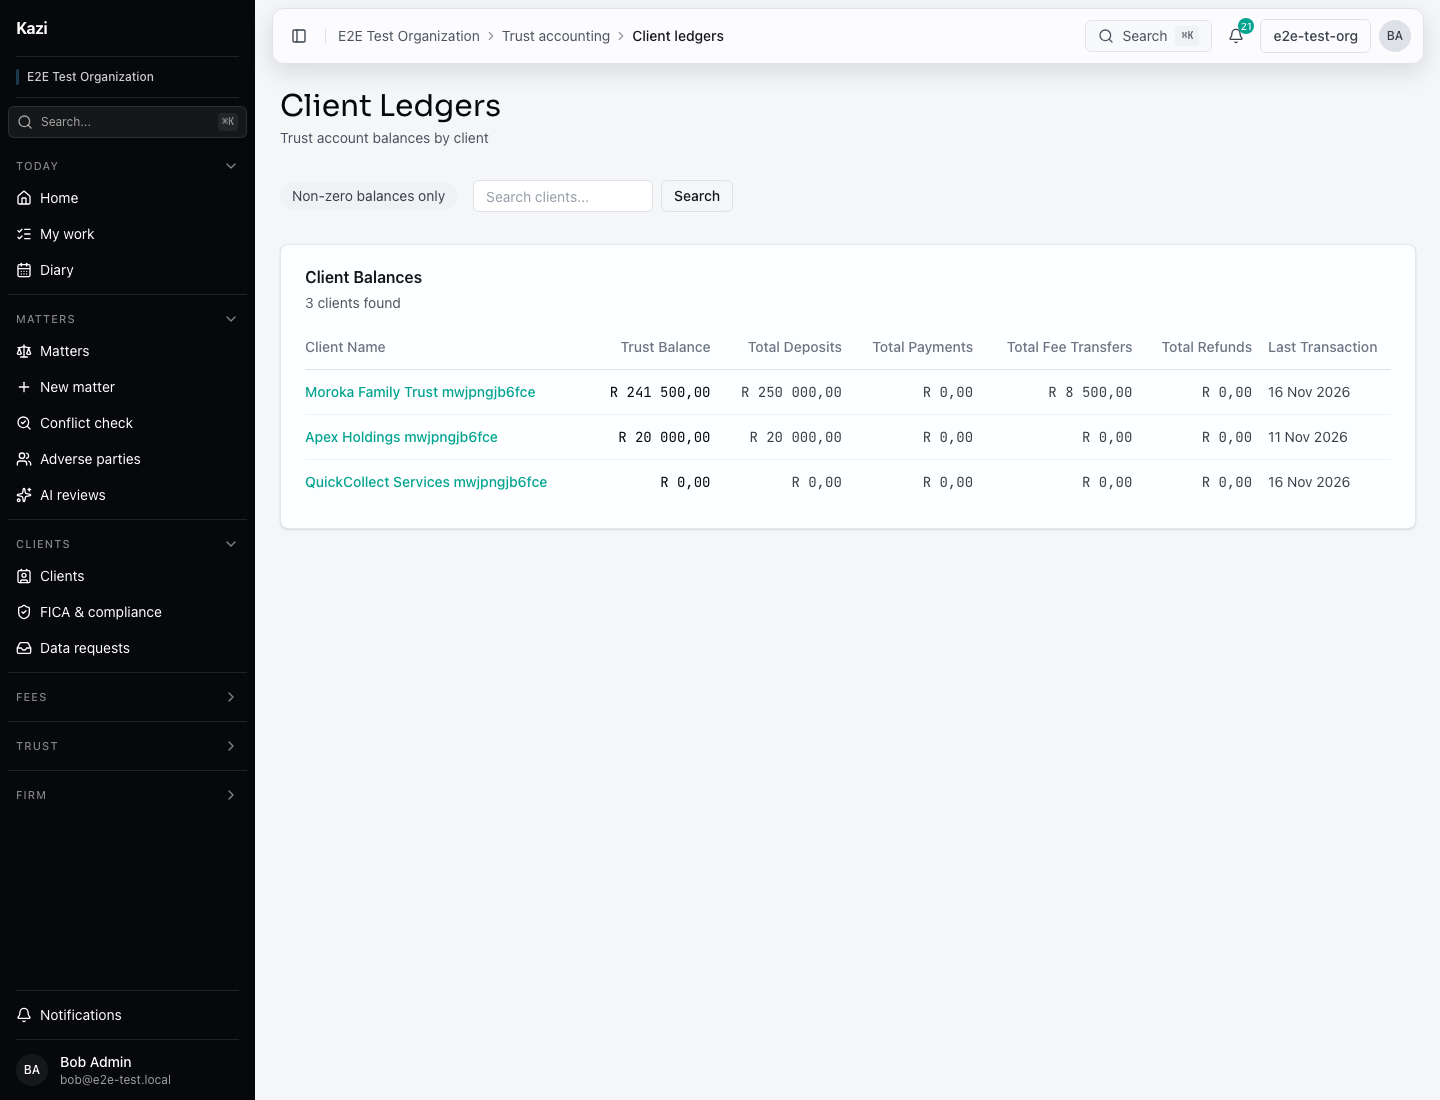 Kazi
E2E Test Organization
Search... ⌘K
TODAY
Home
My work
Diary
MATTERS
Matters
New matter
Conflict check
Adverse parties
AI reviews
CLIENTS
Clients
FICA & compliance
Data requests
FEES
TRUST
FIRM
Notifications
BA
Bob Admin
bob@e2e-test.local
E2E Test Organization > Trust accounting > Client ledgers
Search ⌘K
21
e2e-test-org
BA
Client Ledgers
Trust account balances by client
Non-zero balances only
Search clients...
Search
Client Balances
3 clients found
Client Name Trust Balance Total Deposits Total Payments Total Fee Transfers Total Refunds Last Transaction
Moroka Family Trust mwjpngjb6fce R 241 500,00 R 250 000,00 R 0,00 R 8 500,00 R 0,00 16 Nov 2026
Apex Holdings mwjpngjb6fce R 20 000,00 R 20 000,00 R 0,00 R 0,00 R 0,00 11 Nov 2026
QuickCollect Services mwjpngjb6fce R 0,00 R 0,00 R 0,00 R 0,00 R 0,00 16 Nov 2026